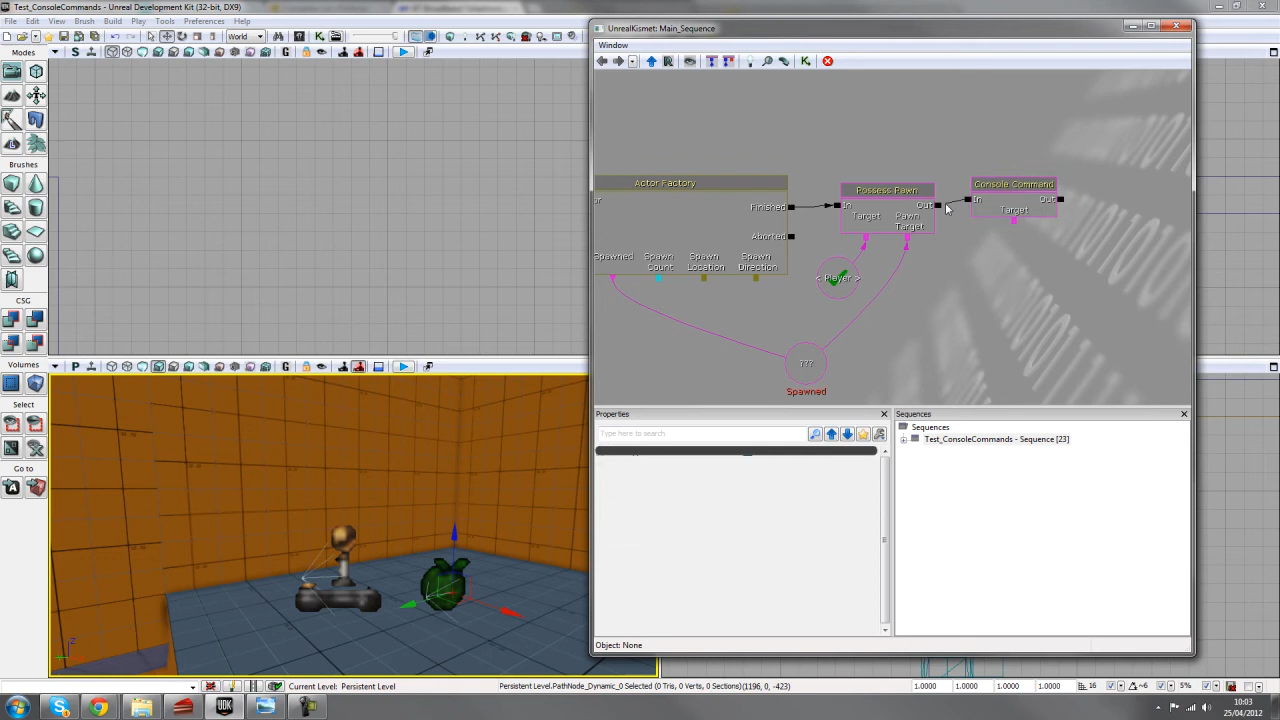 Test_ConsoleCommands - Unreal Development Kit (32-bit, DX9)
File Edit View Brush Build Play Tools Preferences Help
World
Modes
Brushes
CSG
Volumes
Select
Go to
S
G
P
G
Z
UnrealKismet: Main_Sequence
Window
Actor Factory
or
Finished
Aborted
Spawned
Spawn Count
Spawn Location
Spawn Direction
Possess Pawn
In
Out
Target
Pawn Target
Console Command
In
Out
Target
< Player >
???
Spawned
Properties
Type here to search
Sequences
Sequences
Test_ConsoleCommands - Sequence [23]
Object: None
Current Level: Persistent Level
Persistent Level.PathNode_Dynamic_0 Selected (0 Tris, 0 Verts, 0 Sections)(1196, 0, -423)
1.0000 1.0000 1.0000 1.0000
16
~6
5%
UDK
10:03
25/04/2012